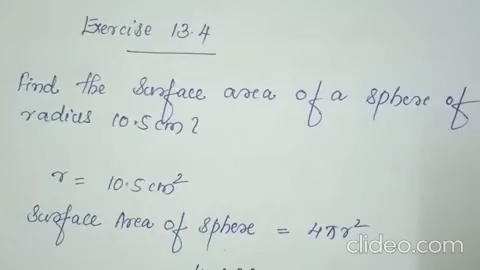 Exercise 13.4
Find the surface area of a sphere of
radius 10.5cm?
r = 10.5cm²
Surface Area of sphere = 4πr²
clideo.com